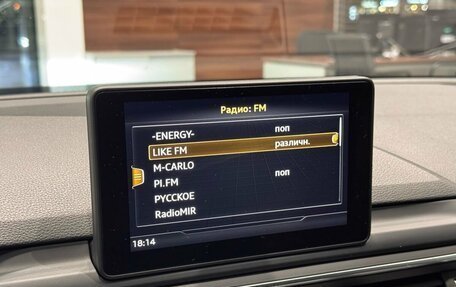 Радио: FM
-ENERGY- поп
LIKE FM различн.
M-CARLO
PI.FM поп
РУССКОЕ
RadioMIR
18:14